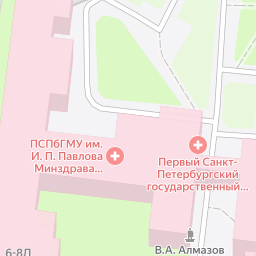 ПСПбГМУ им.
И. П. Павлова
Минздрава...
Первый Санкт-
Петербургский
государственный...
В.А. Алмазов
6-8Л